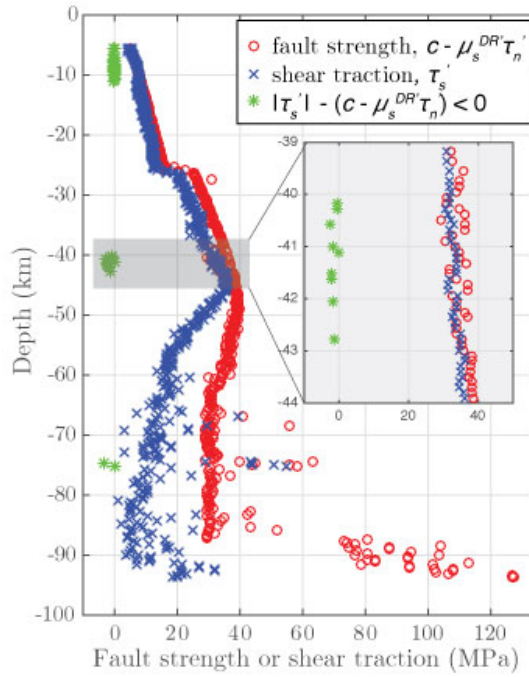 fault strength, c - μₛᴰᴿ'τₙ'
shear traction, τₛ'
|τₛ'| - (c - μₛᴰᴿ'τₙ') < 0
0
-10
-20
-30
-40
-50
-60
-70
-80
-90
-100
Depth (km)
-39
-40
-41
-42
-43
-44
0 20 40
0 20 40 60 80 100 120
Fault strength or shear traction (MPa)